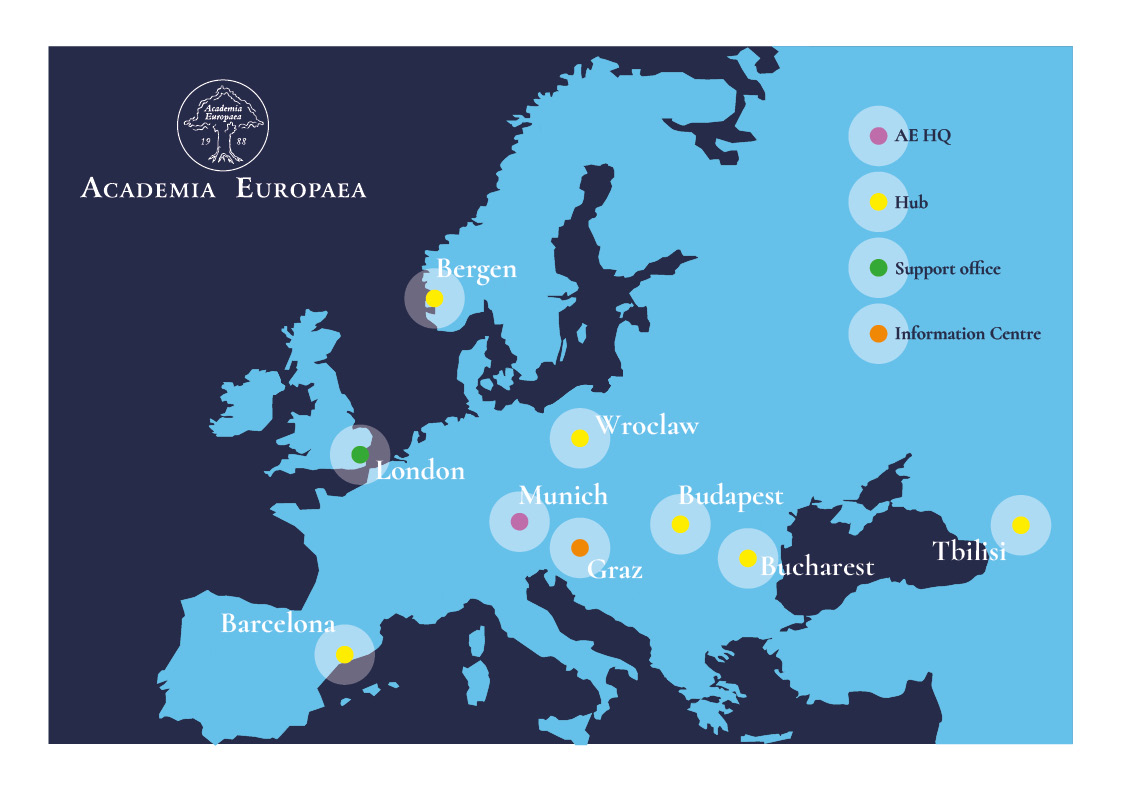 Academia
Europaea
19 88
ACADEMIA EUROPAEA
AE HQ
Hub
Support office
Information Centre
Bergen
Wroclaw
London
Munich
Budapest
Tbilisi
Bucharest
Graz
Barcelona